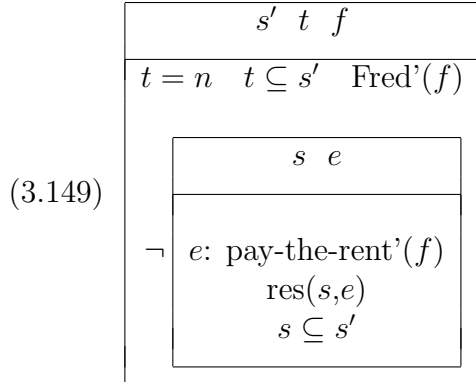 s′ t f
t = n t ⊆ s′ Fred’(f)
s e
(3.149)
¬ e: pay-the-rent’(f)
res(s,e)
s ⊆ s′